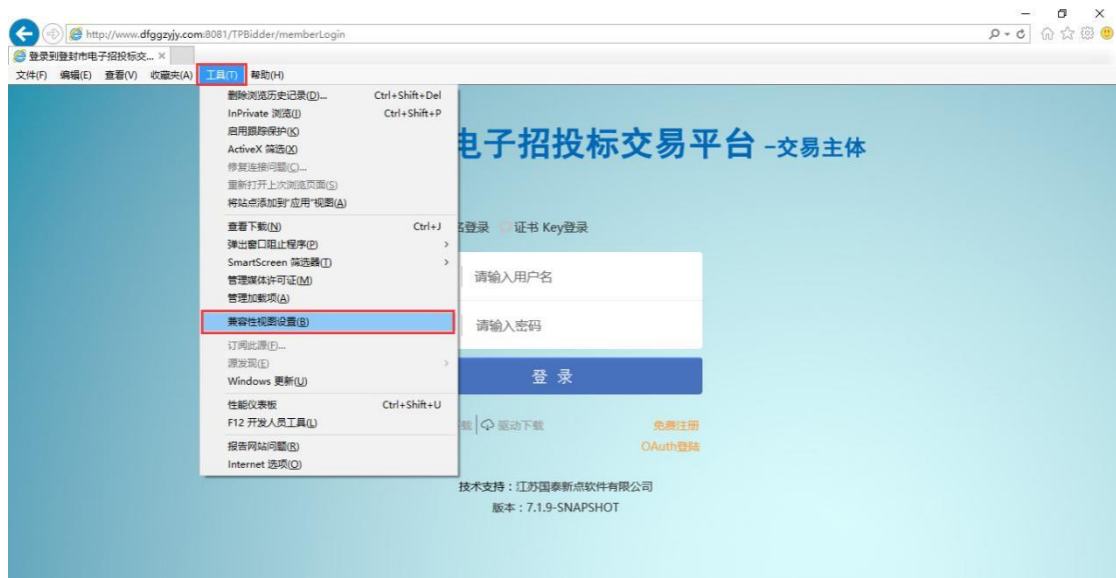 http://www.dfggzyjy.com:8081/TPBidder/memberLogin
登录到登封市电子招投标交... ×
文件(F) 编辑(E) 查看(V) 收藏夹(A) 工具(T) 帮助(H)
删除浏览历史记录(D)... Ctrl+Shift+Del
InPrivate 浏览(I) Ctrl+Shift+P
启用跟踪保护(K)
ActiveX 筛选(X)
修复连接问题(C)...
重新打开上次浏览页面(S)
将站点添加到“应用”视图(A)
查看下载(N) Ctrl+J
弹出窗口阻止程序(P)
SmartScreen 筛选器(T)
管理媒体许可证(M)
管理加载项(A)
兼容性视图设置(B)
订阅此源(F)...
源发现(E)
Windows 更新(U)
性能仪表板 Ctrl+Shift+U
F12 开发人员工具(L)
报告网站问题(R)
Internet 选项(O)
电子招投标交易平台 -交易主体
名登录 证书 Key登录
请输入用户名
请输入密码
登 录
载 驱动下载 免费注册
OAuth登陆
技术支持：江苏国泰新点软件有限公司
版本：7.1.9-SNAPSHOT